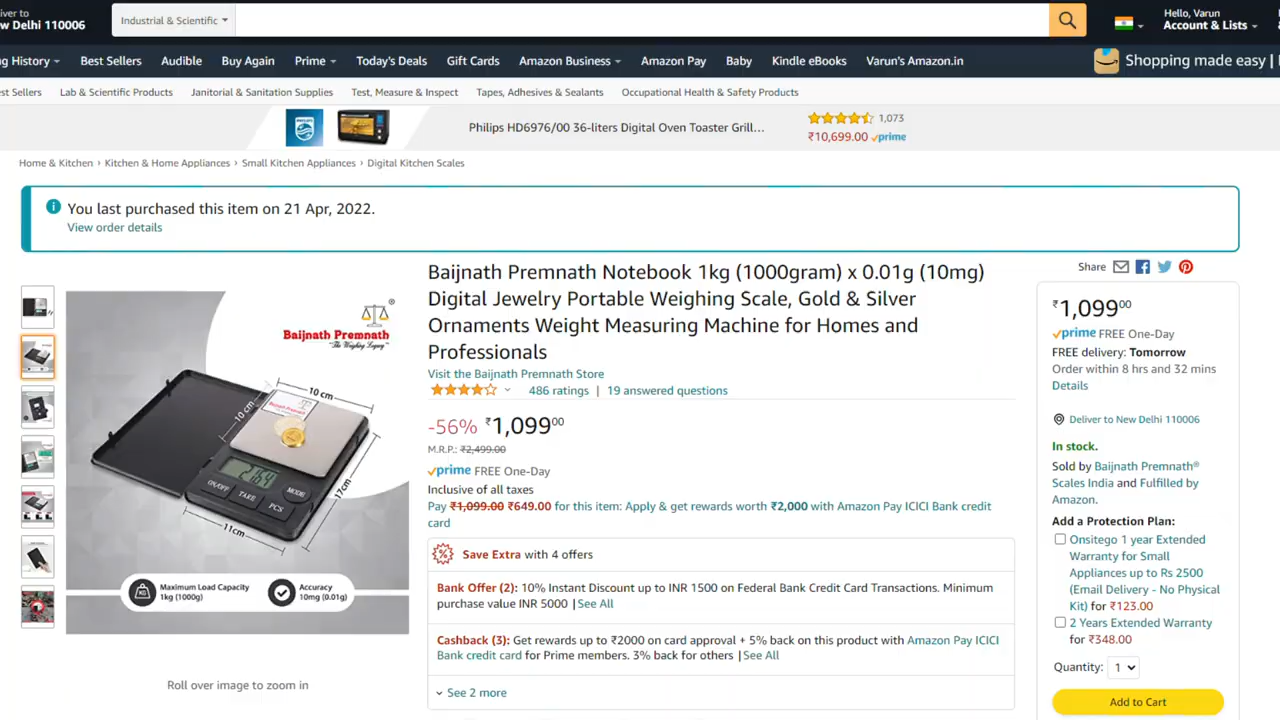 iver to
w Delhi 110006
Industrial & Scientific
Hello, Varun
Account & Lists
g History
Best Sellers
Audible
Buy Again
Prime
Today's Deals
Gift Cards
Amazon Business
Amazon Pay
Baby
Kindle eBooks
Varun's Amazon.in
Shopping made easy |
st Sellers
Lab & Scientific Products
Janitorial & Sanitation Supplies
Test, Measure & Inspect
Tapes, Adhesives & Sealants
Occupational Health & Safety Products
PHILIPS
Philips HD6976/00 36-liters Digital Oven Toaster Grill...
1,073
₹10,699.00 prime
Home & Kitchen › Kitchen & Home Appliances › Small Kitchen Appliances › Digital Kitchen Scales
You last purchased this item on 21 Apr, 2022.
View order details
Baijnath Premnath
"The Weighing Legacy"
10 cm
10 cm
17cm
11cm
ON/OFF
TARE
MODE
PCS
Maximum Load Capacity
1kg (1000g)
Accuracy
10mg (0.01g)
Roll over image to zoom in
Baijnath Premnath Notebook 1kg (1000gram) x 0.01g (10mg)
Digital Jewelry Portable Weighing Scale, Gold & Silver
Ornaments Weight Measuring Machine for Homes and
Professionals
Visit the Baijnath Premnath Store
486 ratings | 19 answered questions
-56% ₹1,09900
M.R.P.: ₹2,499.00
prime FREE One-Day
Inclusive of all taxes
Pay ₹1,099.00 ₹649.00 for this item: Apply & get rewards worth ₹2,000 with Amazon Pay ICICI Bank credit
card
Save Extra with 4 offers
Bank Offer (2): 10% Instant Discount up to INR 1500 on Federal Bank Credit Card Transactions. Minimum
purchase value INR 5000 | See All
Cashback (3): Get rewards up to ₹2000 on card approval + 5% back on this product with Amazon Pay ICICI
Bank credit card for Prime members. 3% back for others | See All
See 2 more
Share
₹1,09900
prime FREE One-Day
FREE delivery: Tomorrow
Order within 8 hrs and 32 mins
Details
Deliver to New Delhi 110006
In stock.
Sold by Baijnath Premnath®
Scales India and Fulfilled by
Amazon.
Add a Protection Plan:
Onsitego 1 year Extended
Warranty for Small
Appliances up to Rs 2500
(Email Delivery - No Physical
Kit) for ₹123.00
2 Years Extended Warranty
for ₹348.00
Quantity: 1
Add to Cart